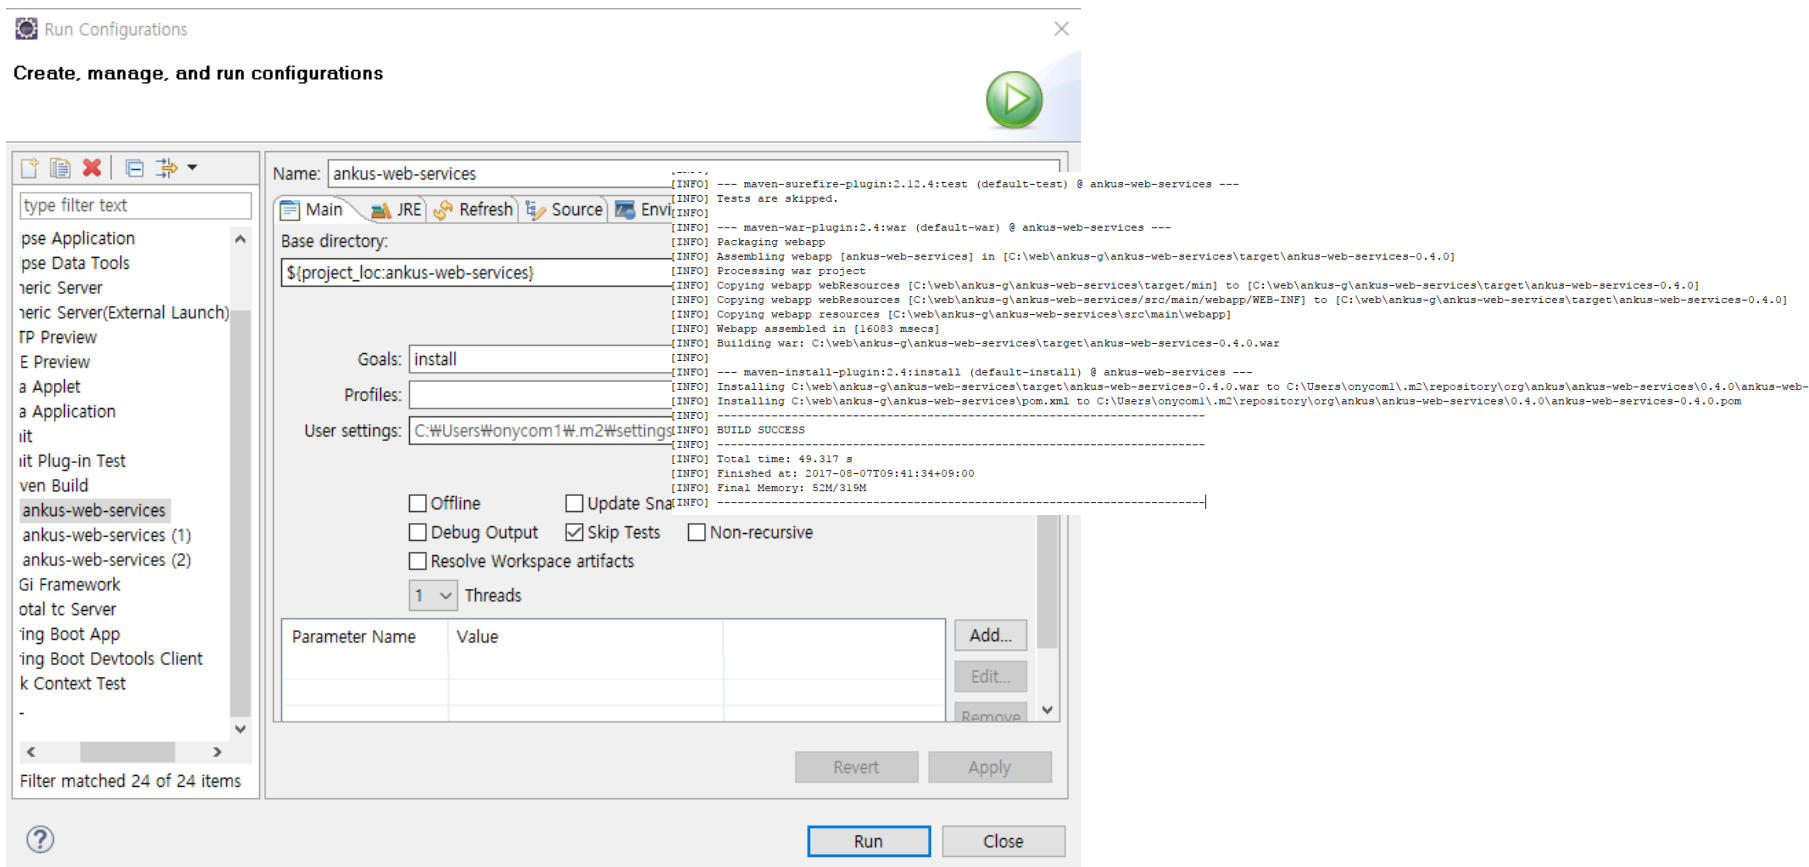 Run Configurations
Create, manage, and run configurations
type filter text
pse Application
pse Data Tools
neric Server
neric Server(External Launch)
TP Preview
E Preview
a Applet
a Application
nit
nit Plug-in Test
ven Build
ankus-web-services
ankus-web-services (1)
ankus-web-services (2)
Gi Framework
otal tc Server
ing Boot App
ing Boot Devtools Client
k Context Test
Filter matched 24 of 24 items
Name: ankus-web-services
Main JRE Refresh Source Envi
Base directory:
${project_loc:ankus-web-services}
Goals: install
Profiles:
User settings: C:₩Users₩onycom1₩.m2₩settings
Offline Update Sna
Debug Output Skip Tests Non-recursive
Resolve Workspace artifacts
1 Threads
Parameter Name Value
Add...
Edit...
Remove
Revert Apply
Run Close
[INFO] --- maven-surefire-plugin:2.12.4:test (default-test) @ ankus-web-services ---
[INFO] Tests are skipped.
[INFO]
[INFO] --- maven-war-plugin:2.4:war (default-war) @ ankus-web-services ---
[INFO] Packaging webapp
[INFO] Assembling webapp [ankus-web-services] in [C:\web\ankus-g\ankus-web-services\target\ankus-web-services-0.4.0]
[INFO] Processing war project
[INFO] Copying webapp webResources [C:\web\ankus-g\ankus-web-services\target/min] to [C:\web\ankus-g\ankus-web-services\target\ankus-web-services-0.4.0]
[INFO] Copying webapp webResources [C:\web\ankus-g\ankus-web-services/src/main/webapp/WEB-INF] to [C:\web\ankus-g\ankus-web-services\target\ankus-web-services-0.4.0]
[INFO] Copying webapp resources [C:\web\ankus-g\ankus-web-services\src\main\webapp]
[INFO] Webapp assembled in [16083 msecs]
[INFO] Building war: C:\web\ankus-g\ankus-web-services\target\ankus-web-services-0.4.0.war
[INFO]
[INFO] --- maven-install-plugin:2.4:install (default-install) @ ankus-web-services ---
[INFO] Installing C:\web\ankus-g\ankus-web-services\target\ankus-web-services-0.4.0.war to C:\Users\onycom1\.m2\repository\org\ankus\ankus-web-services\0.4.0\ankus-web-
[INFO] Installing C:\web\ankus-g\ankus-web-services\pom.xml to C:\Users\onycom1\.m2\repository\org\ankus\ankus-web-services\0.4.0\ankus-web-services-0.4.0.pom
[INFO] ------------------------------------------------------------------------
[INFO] BUILD SUCCESS
[INFO] ------------------------------------------------------------------------
[INFO] Total time: 49.317 s
[INFO] Finished at: 2017-08-07T09:41:34+09:00
[INFO] Final Memory: 52M/319M
[INFO] ------------------------------------------------------------------------